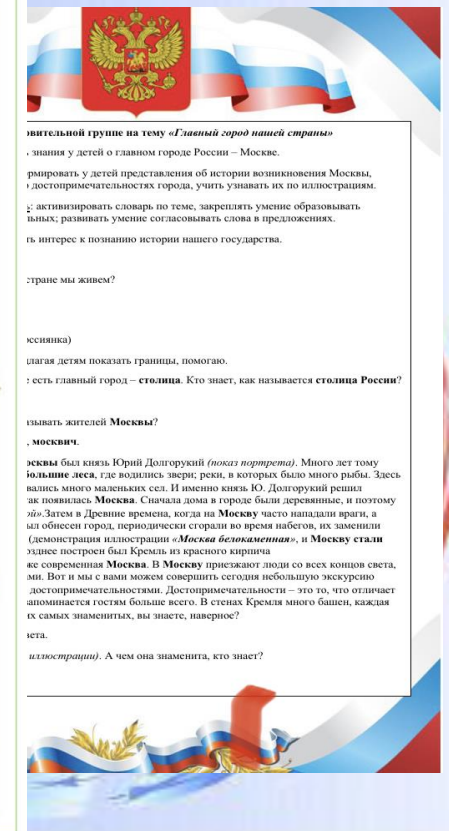 овительной группе на тему «Главный город нашей страны»
знания у детей о главном городе России – Москве.
рмировать у детей представления об истории возникновения Москвы,
достопримечательностях города, учить узнавать их по иллюстрациям.
: активизировать словарь по теме, закреплять умение образовывать
льных; развивать умение согласовывать слова в предложениях.
ть интерес к познанию истории нашего государства.
стране мы живем?
оссиянка)
длагая детям показать границы, помогаю.
есть главный город – столица. Кто знает, как называется столица России?
азывать жителей Москвы?
, москвич.
осквы был князь Юрий Долгорукий (показ портрета). Много лет тому
большие леса, где водились звери; реки, в которых было много рыбы. Здесь
вались много маленьких сел. И именно князь Ю. Долгорукий решил
так появилась Москва. Сначала дома в городе были деревянные, и поэтому
ой».Затем в Древние времена, когда на Москву часто нападали враги, а
ыл обнесен город, периодически сгорали во время набегов, их заменили
(демонстрация иллюстрации «Москва белокаменная», и Москву стали
озднее построен был Кремль из красного кирпича
же современная Москва. В Москву приезжают люди со всех концов света,
ми. Вот и мы с вами можем совершить сегодня небольшую экскурсию
достопримечательностями. Достопримечательности – это то, что отличает
запоминается гостям больше всего. В стенах Кремля много башен, каждая
их самых знаменитых, вы знаете, наверное?
ета.
иллюстрации). А чем она знаменита, кто знает?